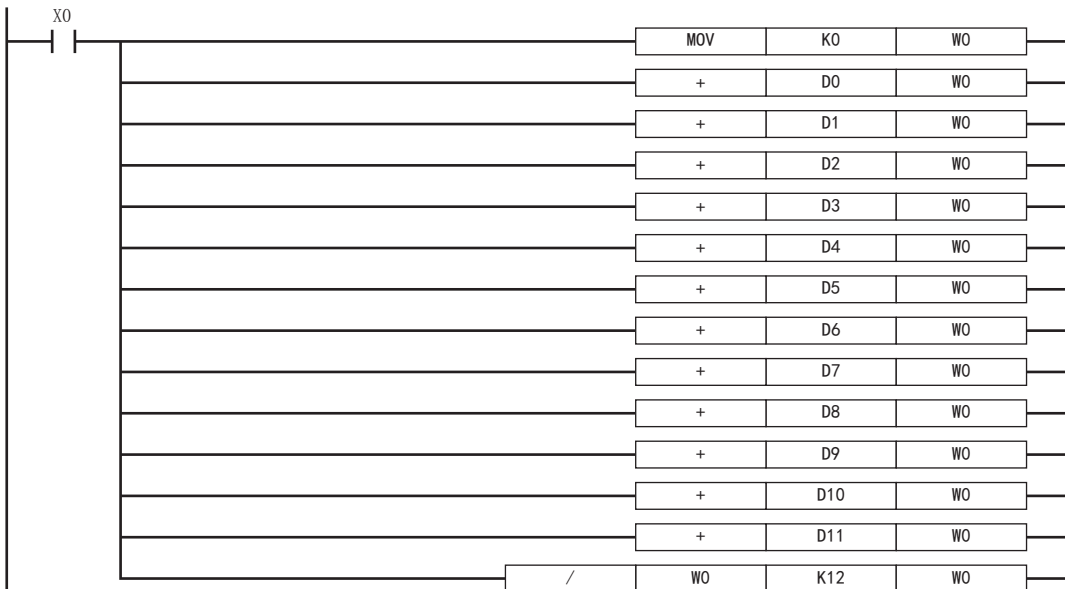 X0
MOV K0 W0
+ D0 W0
+ D1 W0
+ D2 W0
+ D3 W0
+ D4 W0
+ D5 W0
+ D6 W0
+ D7 W0
+ D8 W0
+ D9 W0
+ D10 W0
+ D11 W0
/ W0 K12 W0